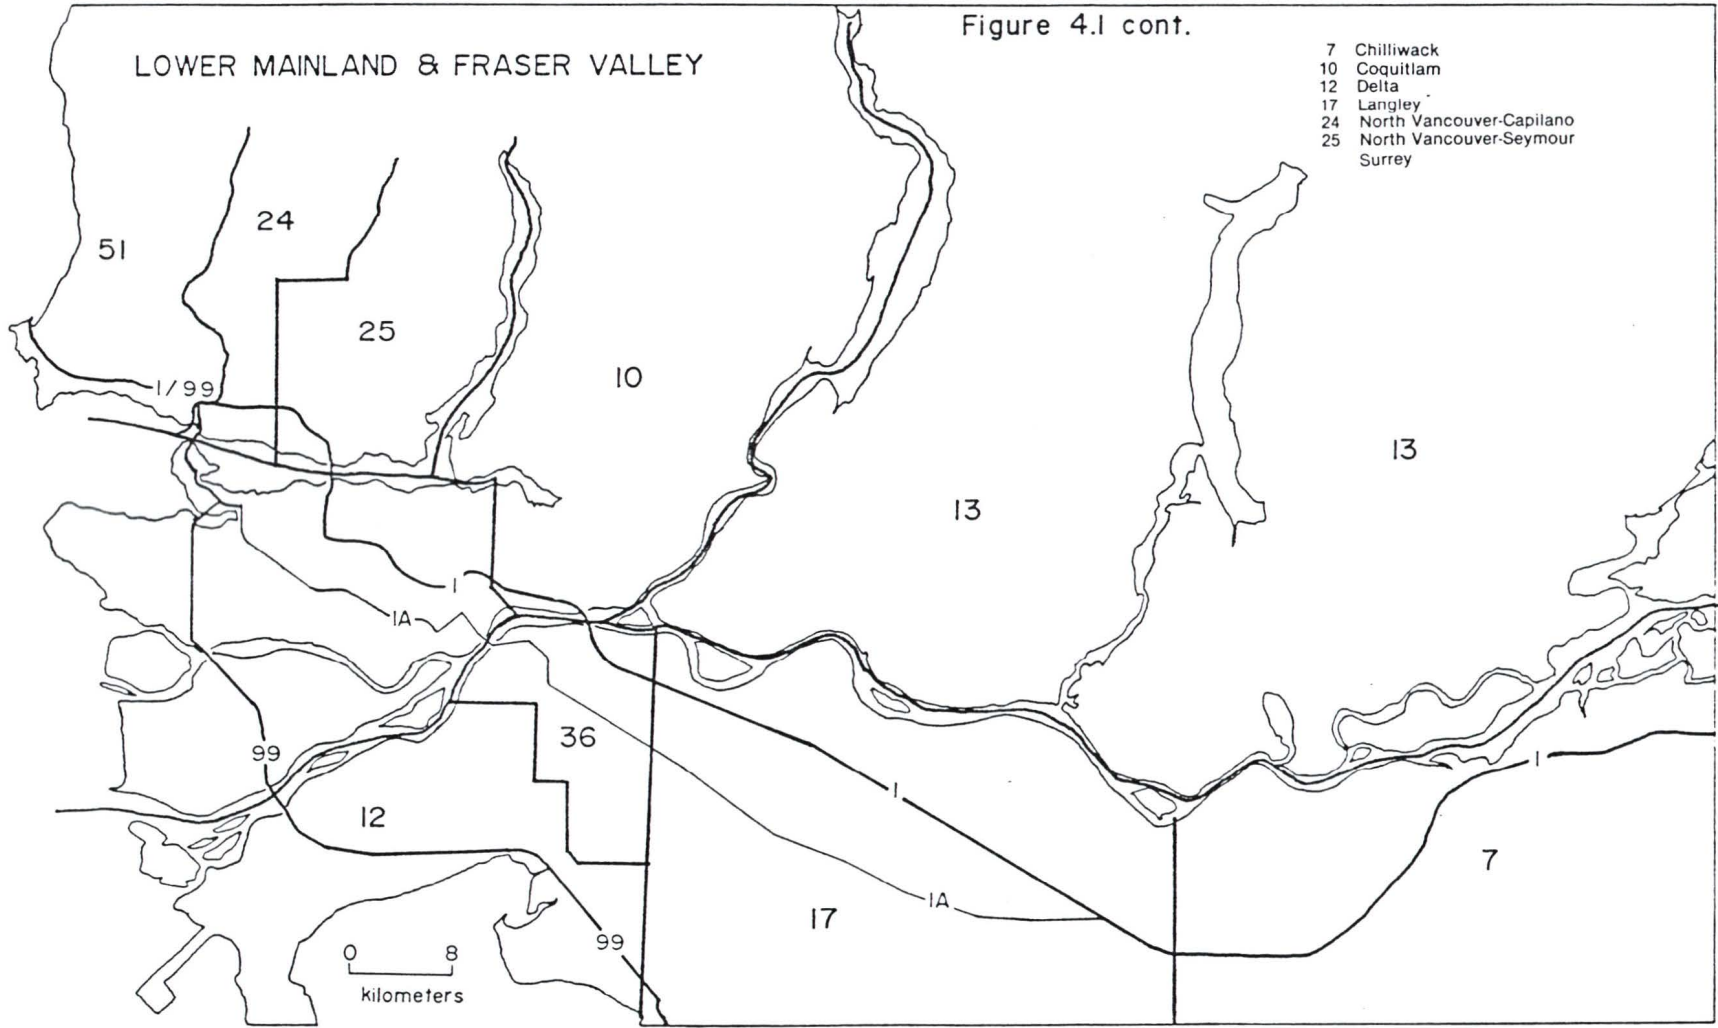 Figure 4.1 cont.
LOWER MAINLAND & FRASER VALLEY
7 Chilliwack
10 Coquitlam
12 Delta
17 Langley
24 North Vancouver-Capilano
25 North Vancouver-Seymour
Surrey
24
51
25
10
1/99
13
13
1
1A
36
99
1
1
12
7
1A
17
99
0 8
kilometers